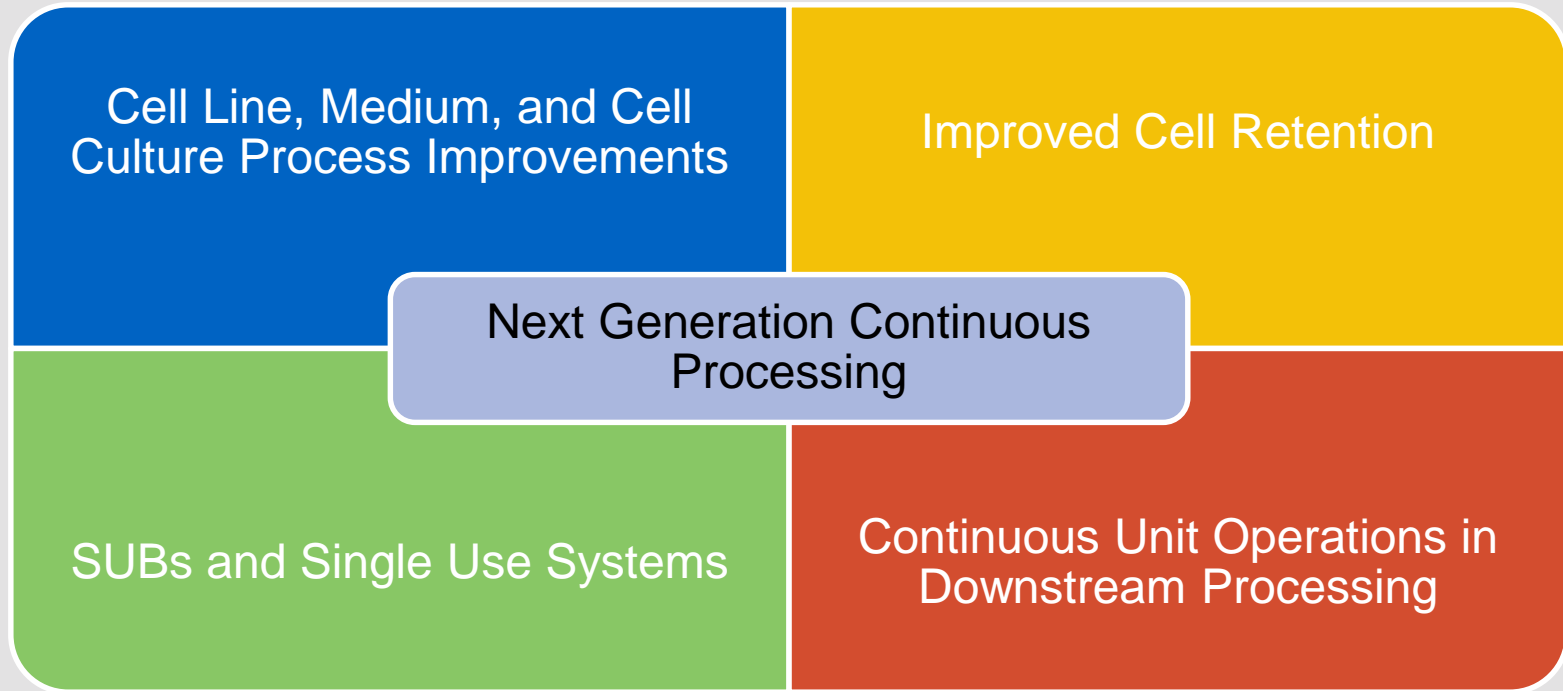 Cell Line, Medium, and Cell
Culture Process Improvements
Improved Cell Retention
Next Generation Continuous
Processing
SUBs and Single Use Systems
Continuous Unit Operations in
Downstream Processing